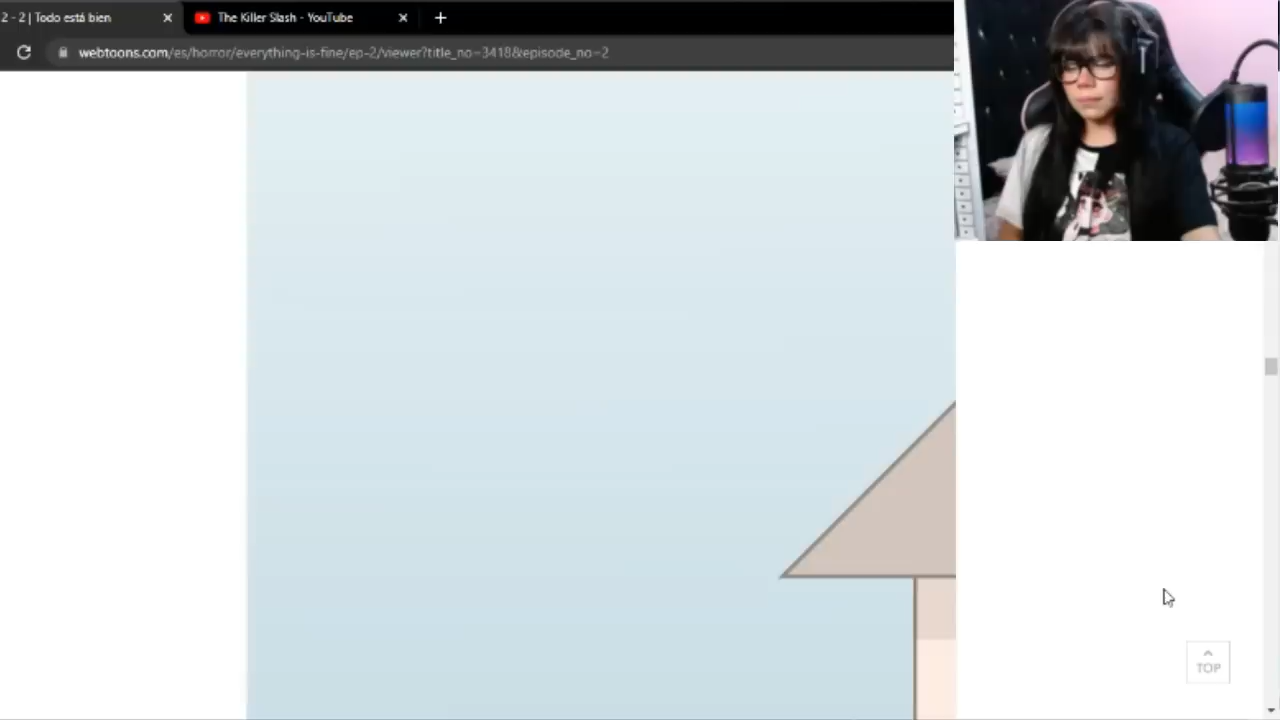 2 - 2 | Todo está bien
The Killer Slash - YouTube
webtoons.com/es/horror/everything-is-fine/ep-2/viewer?title_no=3418&episode_no=2
TOP